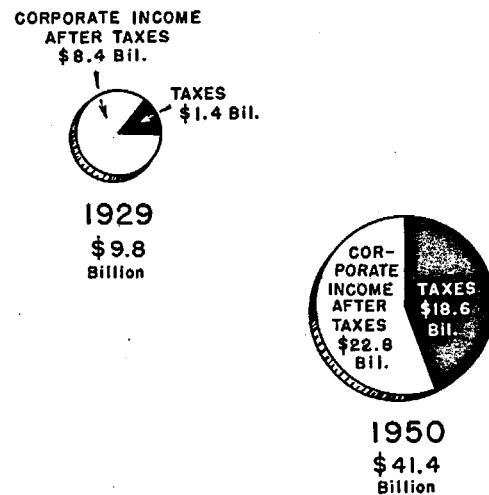 CORPORATE INCOME
AFTER TAXES
$8.4 Bil.
TAXES
$1.4 Bil.
1929
$9.8
Billion
COR-
PORATE
INCOME
AFTER
TAXES
$22.8
Bil.
TAXES
$18.6
Bil.
1950
$41.4
Billion